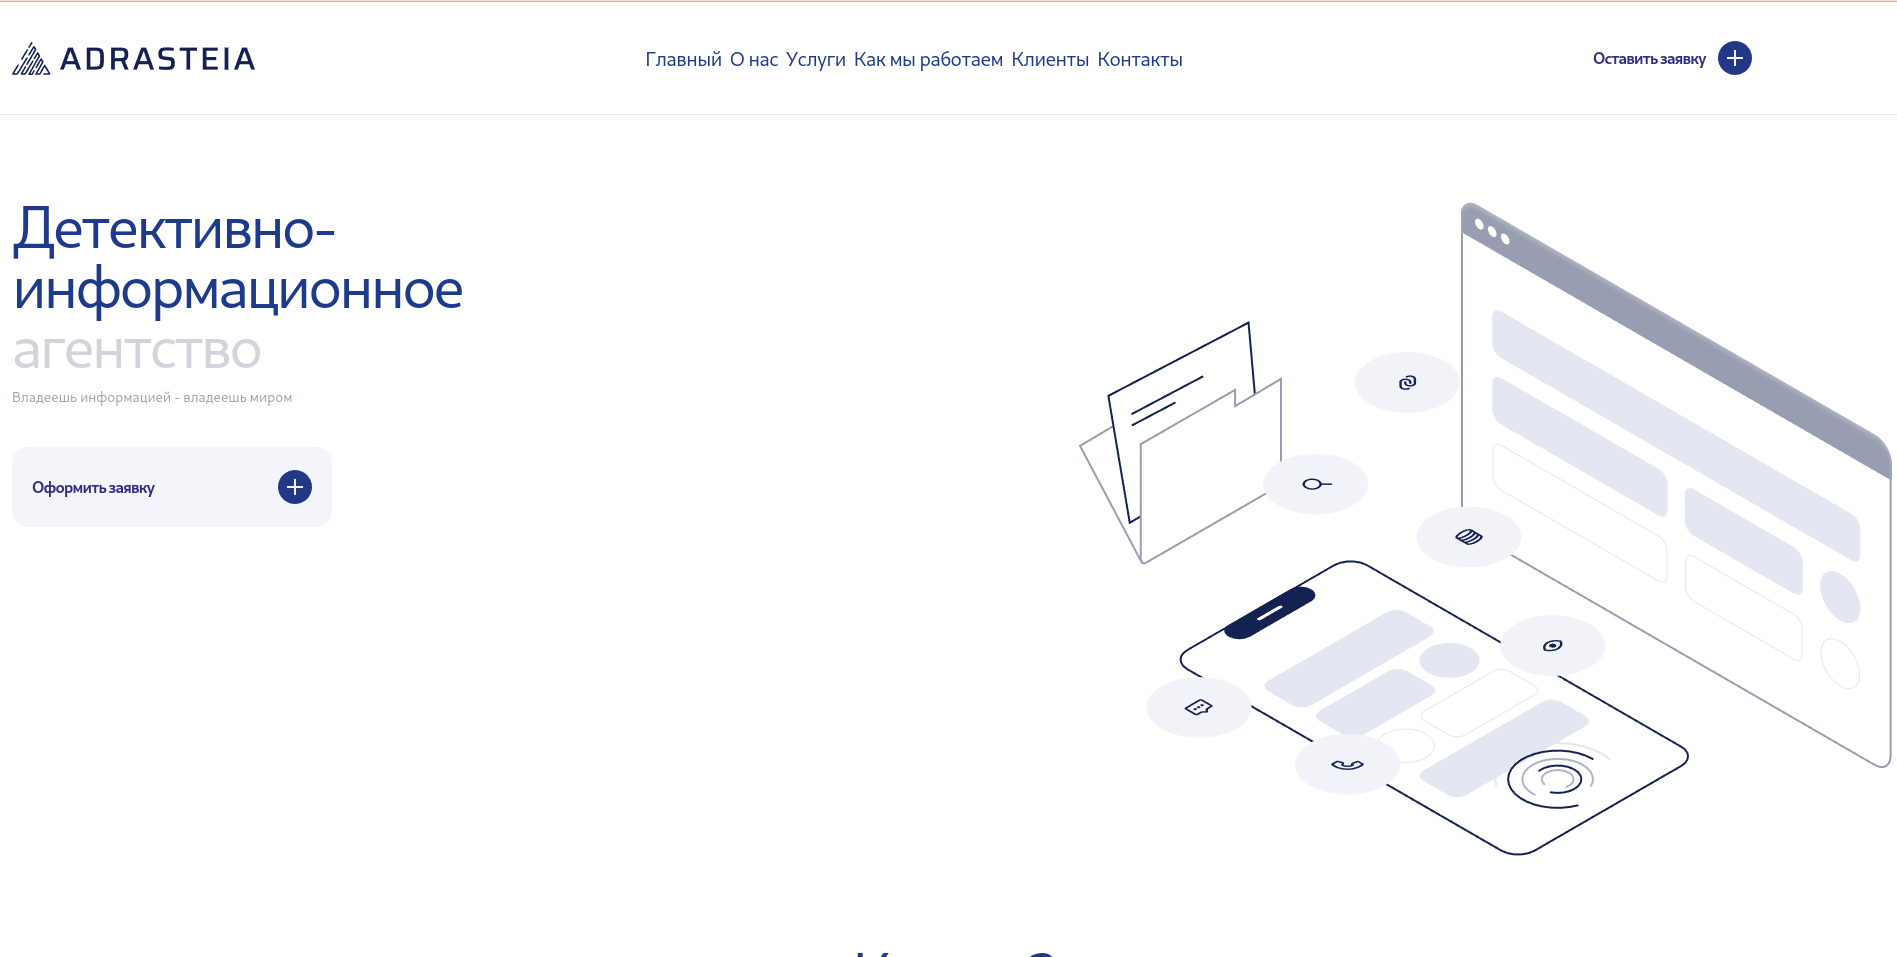 ADRASTEIA
Главный О нас Услуги Как мы работаем Клиенты Контакты
Оставить заявку
Детективно-
информационное
агентство
Владеешь информацией - владеешь миром
Оформить заявку